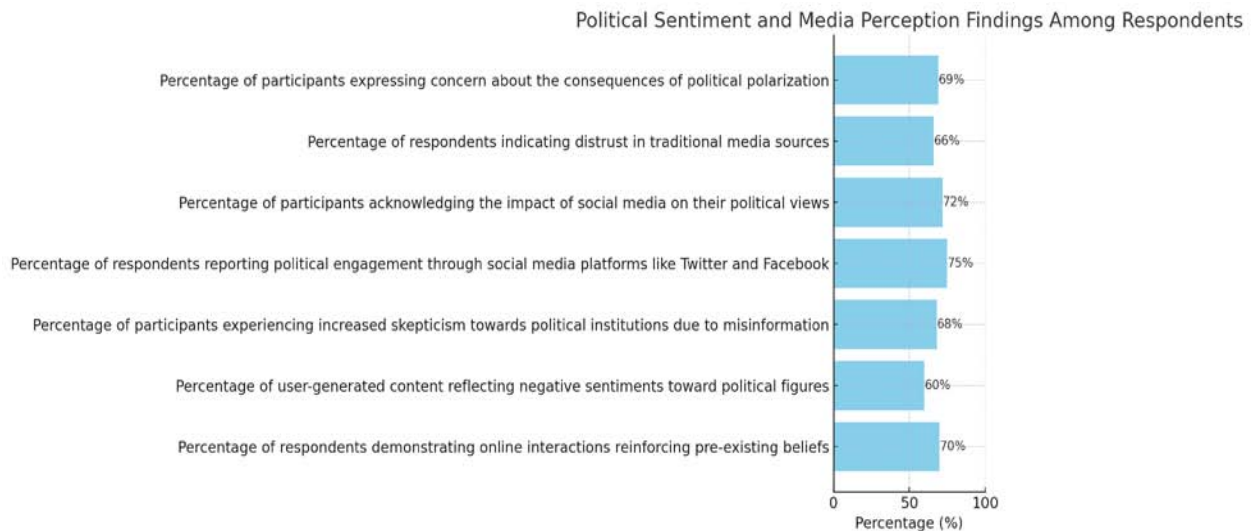 Political Sentiment and Media Perception Findings Among Respondents
Percentage of participants expressing concern about the consequences of political polarization 69%
Percentage of respondents indicating distrust in traditional media sources 66%
Percentage of participants acknowledging the impact of social media on their political views 72%
Percentage of respondents reporting political engagement through social media platforms like Twitter and Facebook 75%
Percentage of participants experiencing increased skepticism towards political institutions due to misinformation 68%
Percentage of user-generated content reflecting negative sentiments toward political figures 60%
Percentage of respondents demonstrating online interactions reinforcing pre-existing beliefs 70%
0 50 100
Percentage (%)